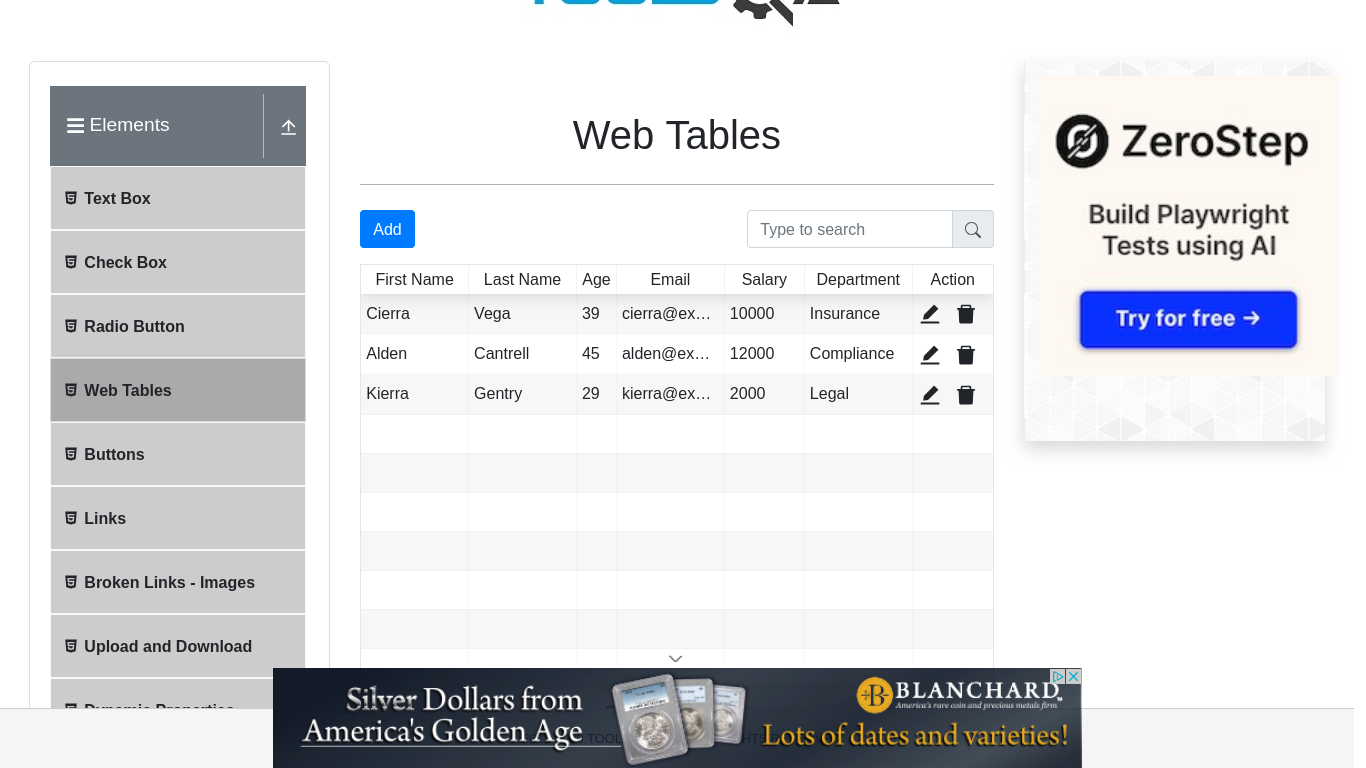 Elements
Text Box
Check Box
Radio Button
Web Tables
Buttons
Links
Broken Links - Images
Upload and Download
Dynamic Properties
Web Tables
Add
Type to search
First Name Last Name Age Email Salary Department Action
Cierra Vega 39 cierra@ex… 10000 Insurance
Alden Cantrell 45 alden@ex… 12000 Compliance
Kierra Gentry 29 kierra@ex… 2000 Legal
ZeroStep
Build Playwright
Tests using AI
Try for free →
Silver Dollars from
America's Golden Age
BLANCHARD
America's rare coin and precious metals firm
Lots of dates and varieties!